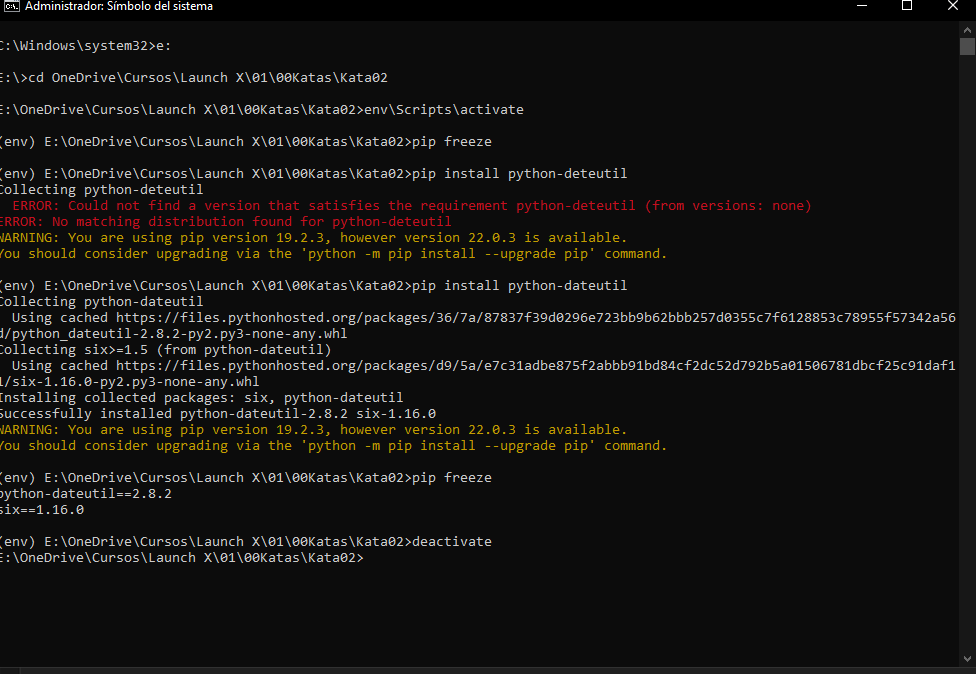 Administrador: Símbolo del sistema
C:\Windows\system32>e:
E:\>cd OneDrive\Cursos\Launch X\01\00Katas\Kata02
E:\OneDrive\Cursos\Launch X\01\00Katas\Kata02>env\Scripts\activate
(env) E:\OneDrive\Cursos\Launch X\01\00Katas\Kata02>pip freeze
(env) E:\OneDrive\Cursos\Launch X\01\00Katas\Kata02>pip install python-deteutil
Collecting python-deteutil
  ERROR: Could not find a version that satisfies the requirement python-deteutil (from versions: none)
ERROR: No matching distribution found for python-deteutil
WARNING: You are using pip version 19.2.3, however version 22.0.3 is available.
You should consider upgrading via the 'python -m pip install --upgrade pip' command.
(env) E:\OneDrive\Cursos\Launch X\01\00Katas\Kata02>pip install python-dateutil
Collecting python-dateutil
  Using cached https://files.pythonhosted.org/packages/36/7a/87837f39d0296e723bb9b62bbb257d0355c7f6128853c78955f57342a56
d/python_dateutil-2.8.2-py2.py3-none-any.whl
Collecting six>=1.5 (from python-dateutil)
  Using cached https://files.pythonhosted.org/packages/d9/5a/e7c31adbe875f2abbb91bd84cf2dc52d792b5a01506781dbcf25c91daf1
1/six-1.16.0-py2.py3-none-any.whl
Installing collected packages: six, python-dateutil
Successfully installed python-dateutil-2.8.2 six-1.16.0
WARNING: You are using pip version 19.2.3, however version 22.0.3 is available.
You should consider upgrading via the 'python -m pip install --upgrade pip' command.
(env) E:\OneDrive\Cursos\Launch X\01\00Katas\Kata02>pip freeze
python-dateutil==2.8.2
six==1.16.0
(env) E:\OneDrive\Cursos\Launch X\01\00Katas\Kata02>deactivate
E:\OneDrive\Cursos\Launch X\01\00Katas\Kata02>